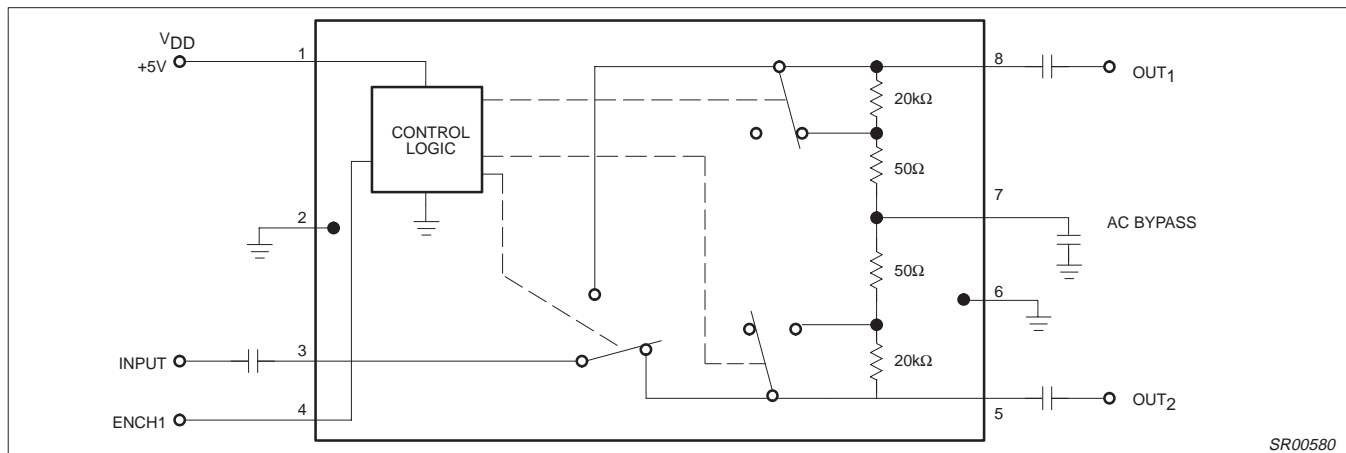 VDD
+5V
1
8
OUT1
20kΩ
CONTROL
LOGIC
50Ω
7
2
AC BYPASS
50Ω
6
INPUT
3
20kΩ
4
ENCH1
OUT2
5
SR00580